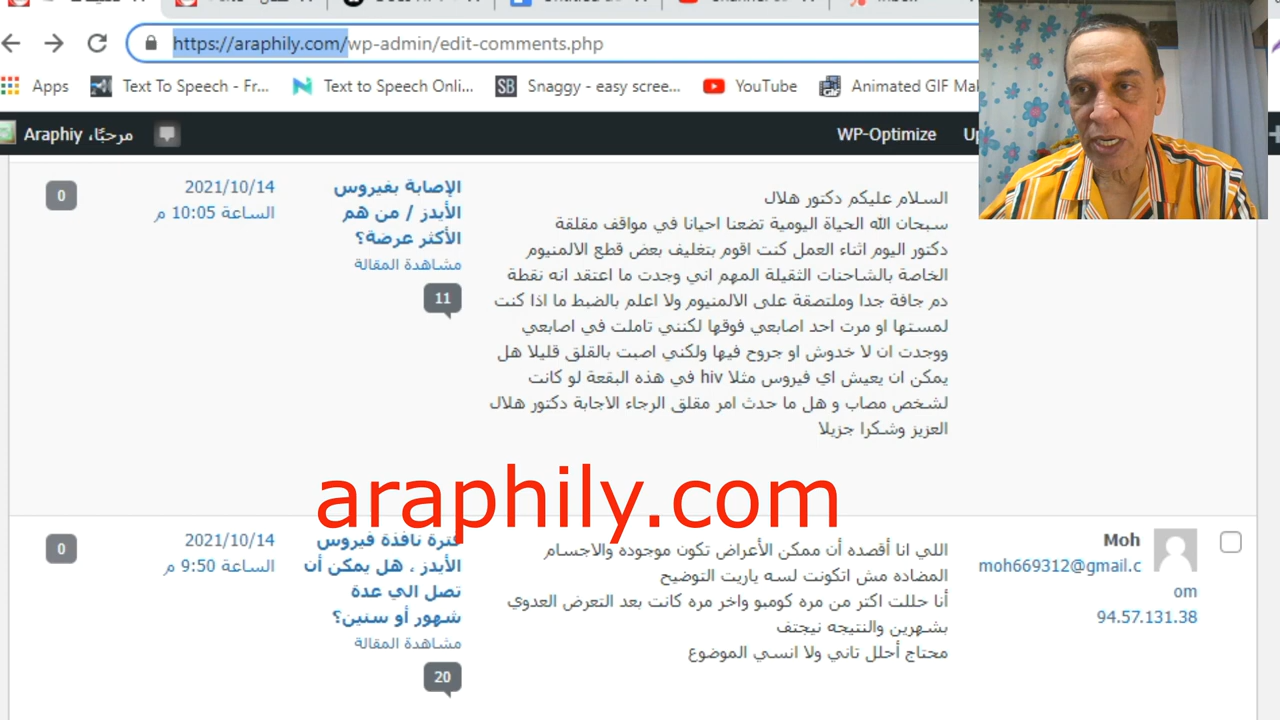 https://araphily.com/wp-admin/edit-comments.php
Apps
Text To Speech - Fr...
Text to Speech Onli...
SB
Snaggy - easy scree...
YouTube
Animated GIF Mak
مرحبًا، Araphiy
WP-Optimize
Up
السلام عليكم دكتور هلال
سبحان الله الحياة اليومية تضعنا احيانا في مواقف مقلقة
دكتور اليوم اثناء العمل كنت اقوم بتغليف بعض قطع الالمنيوم
الخاصة بالشاحنات الثقيلة المهم اني وجدت ما اعتقد انه نقطة
دم جافة جدا وملتصقة على الالمنيوم ولا اعلم بالضبط ما اذا كنت
لمستها او مرت احد اصابعي فوقها لكنني تاملت في اصابعي
ووجدت ان لا خدوش او جروح فيها ولكني اصبت بالقلق قليلا هل
يمكن ان يعيش اي فيروس مثلا hiv في هذه البقعة لو كانت
لشخص مصاب و هل ما حدث امر مقلق الرجاء الاجابة دكتور هلال
العزيز وشكرا جزيلا
الإصابة بفيروس
الأيدز / من هم
الأكثر عرضة؟
مشاهدة المقالة
11
2021/10/14
الساعة 10:05 م
0
araphily.com
Moh
moh669312@gmail.c
om
94.57.131.38
اللي انا أقصده أن ممكن الأعراض تكون موجوده والاجسام
المضاده مش اتكونت لسه ياريت التوضيح
أنا حللت اكتر من مره كومبو واخر مره كانت بعد التعرض العدوي
بشهرين والنتيجه نيجتف
محتاج أحلل تاني ولا انسي الموضوع
فترة نافذة فيروس
الأيدز ، هل يمكن أن
تصل الي عدة
شهور أو سنين؟
مشاهدة المقالة
20
2021/10/14
الساعة 9:50 م
0